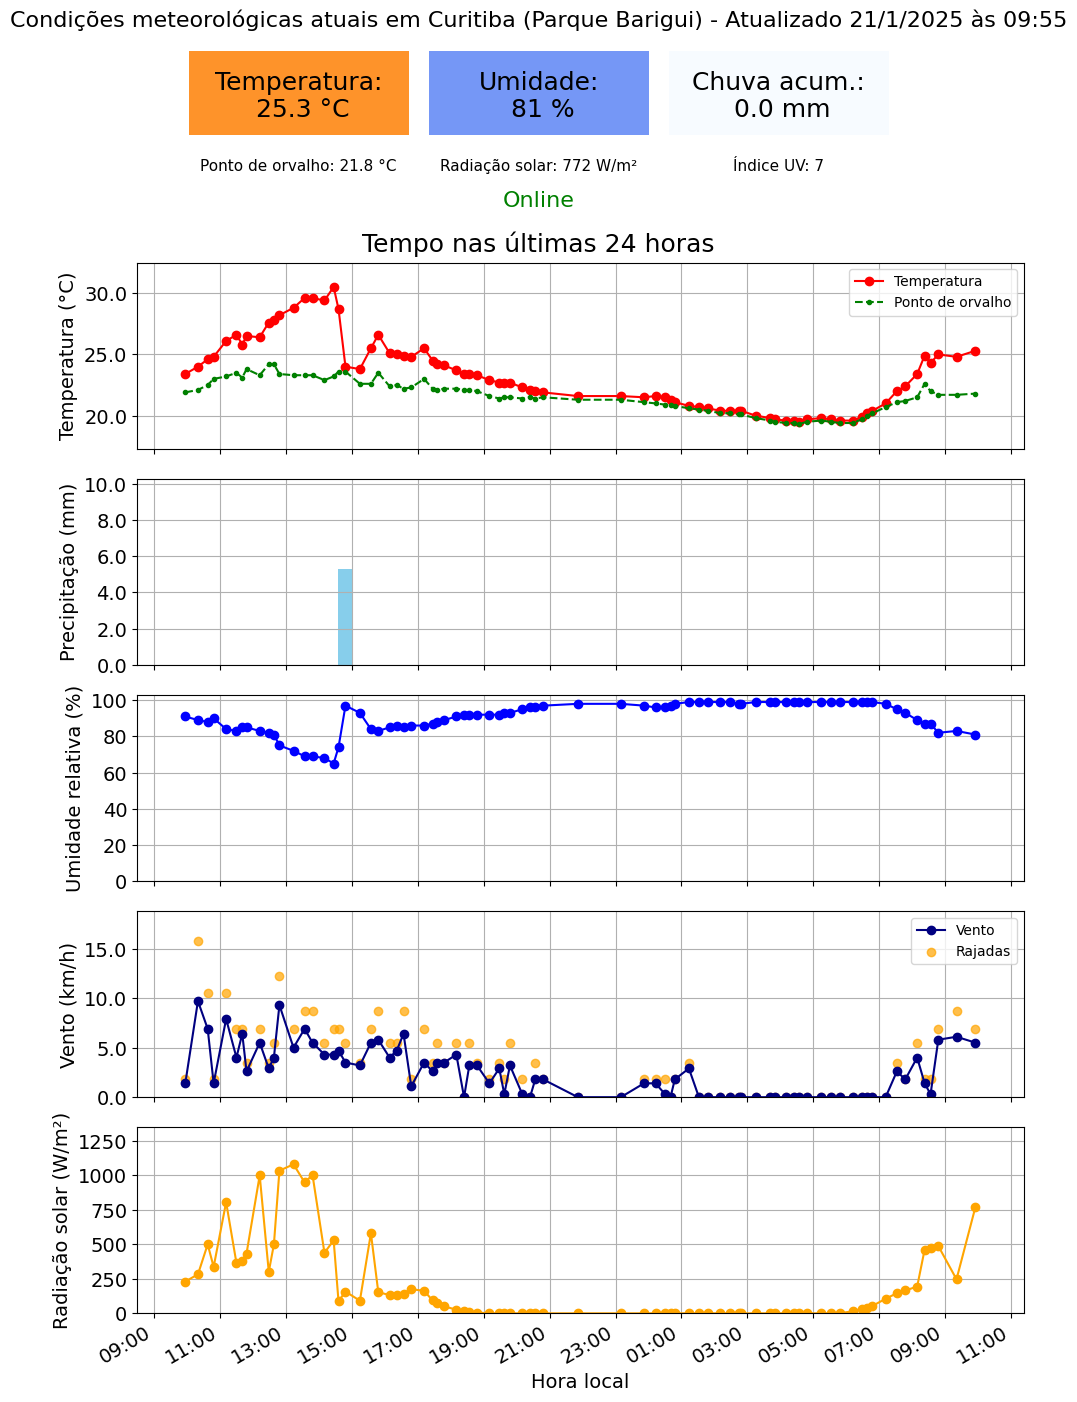 Condições meteorológicas atuais em Curitiba (Parque Barigui) - Atualizado 21/1/2025 às 09:55
Temperatura:
25.3 °C
Umidade:
81 %
Chuva acum.:
0.0 mm
Ponto de orvalho: 21.8 °C
Radiação solar: 772 W/m²
Índice UV: 7
Online
Tempo nas últimas 24 horas
Temperatura (°C)
30.0
25.0
20.0
Temperatura
Ponto de orvalho
Precipitação (mm)
10.0
8.0
6.0
4.0
2.0
0.0
Umidade relativa (%)
100
80
60
40
20
0
Vento (km/h)
15.0
10.0
5.0
0.0
Vento
Rajadas
Radiação solar (W/m²)
1250
1000
750
500
250
0
09:00
11:00
13:00
15:00
17:00
19:00
21:00
23:00
01:00
03:00
05:00
07:00
09:00
11:00
Hora local